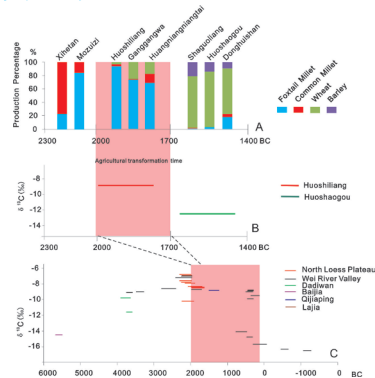 Xihetan
Mozuizi
Huoshiliang
Ganggangwa
Huangniangniangtai
Shaguoliang
Huoshaogou
Donghuishan
%
100
80
60
40
20
0
Production Percentage
A
2300 2000 1700 1400 BC
Foxtail Millet
Common Millet
Wheat
Barley
Agricultural transformation time
-8
-10
-12
-14
δ ¹³C (‰)
B
2300 2000 1700 1400 BC
Huoshiliang
Huoshaogou
-6
-8
-10
-12
-14
-16
δ ¹³C (‰)
C
6000 5000 4000 3000 2000 1000 0 -1000 BC
North Loess Plateau
Wei River Valley
Dadiwan
Baijia
Qijiaping
Lajia